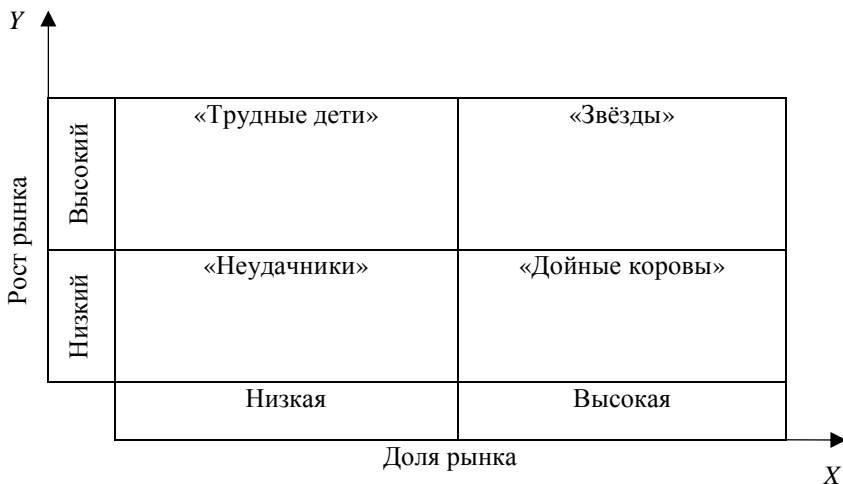 Y
«Трудные дети»
«Звёзды»
Высокий
Рост рынка
«Неудачники»
«Дойные коровы»
Низкий
Низкая
Высокая
Доля рынка
X